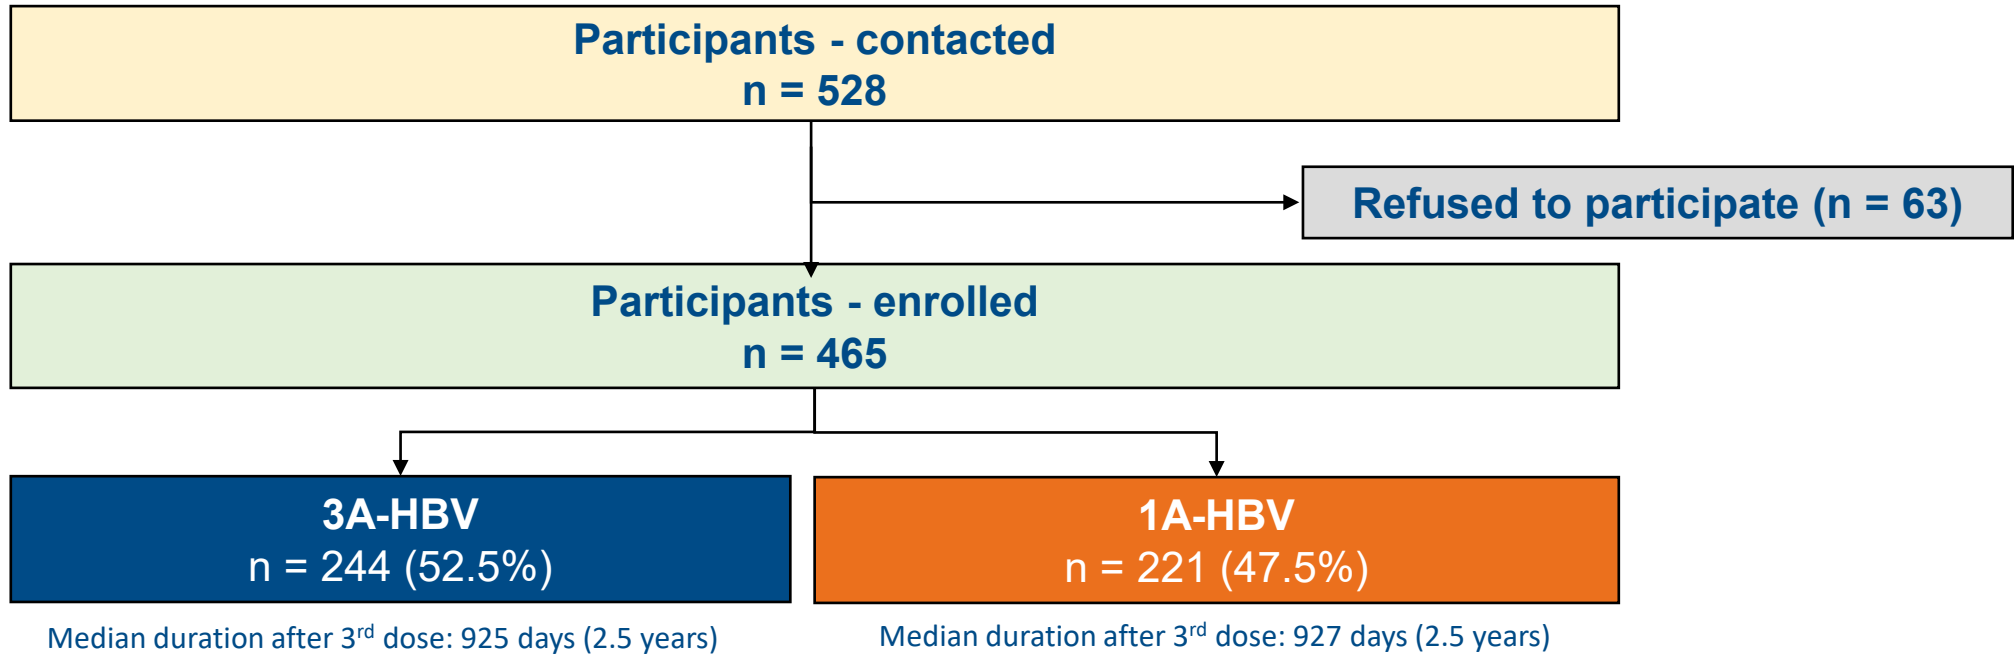 Participants - contacted
n = 528
Refused to participate (n = 63)
Participants - enrolled
n = 465
3A-HBV
n = 244 (52.5%)
1A-HBV
n = 221 (47.5%)
Median duration after 3rd dose: 925 days (2.5 years)
Median duration after 3rd dose: 927 days (2.5 years)